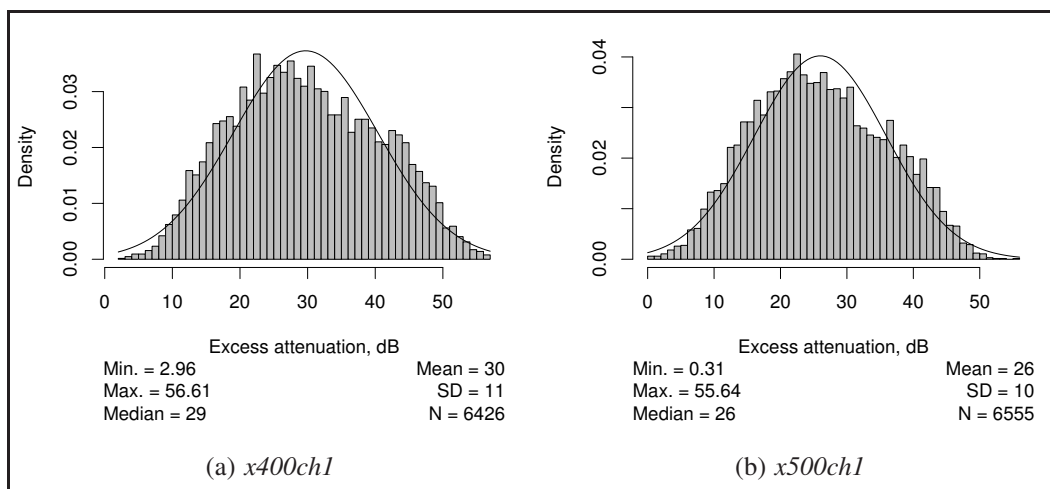 Density
0.00 0.01 0.02 0.03
0 10 20 30 40 50
Excess attenuation, dB
Min. = 2.96 Mean = 30
Max. = 56.61 SD = 11
Median = 29 N = 6426
(a) x400ch1
Density
0.00 0.02 0.04
0 10 20 30 40 50
Excess attenuation, dB
Min. = 0.31 Mean = 26
Max. = 55.64 SD = 10
Median = 26 N = 6555
(b) x500ch1